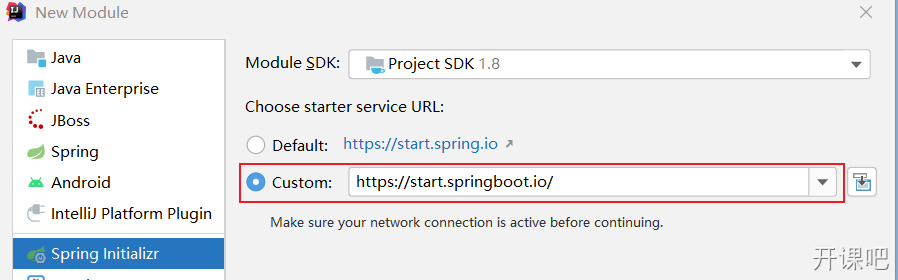 New Module
Java
Java Enterprise
JBoss
Spring
Android
IntelliJ Platform Plugin
Spring Initializr
Module SDK: Project SDK 1.8
Choose starter service URL:
Default: https://start.spring.io
Custom: https://start.springboot.io/
Make sure your network connection is active before continuing.
开课吧